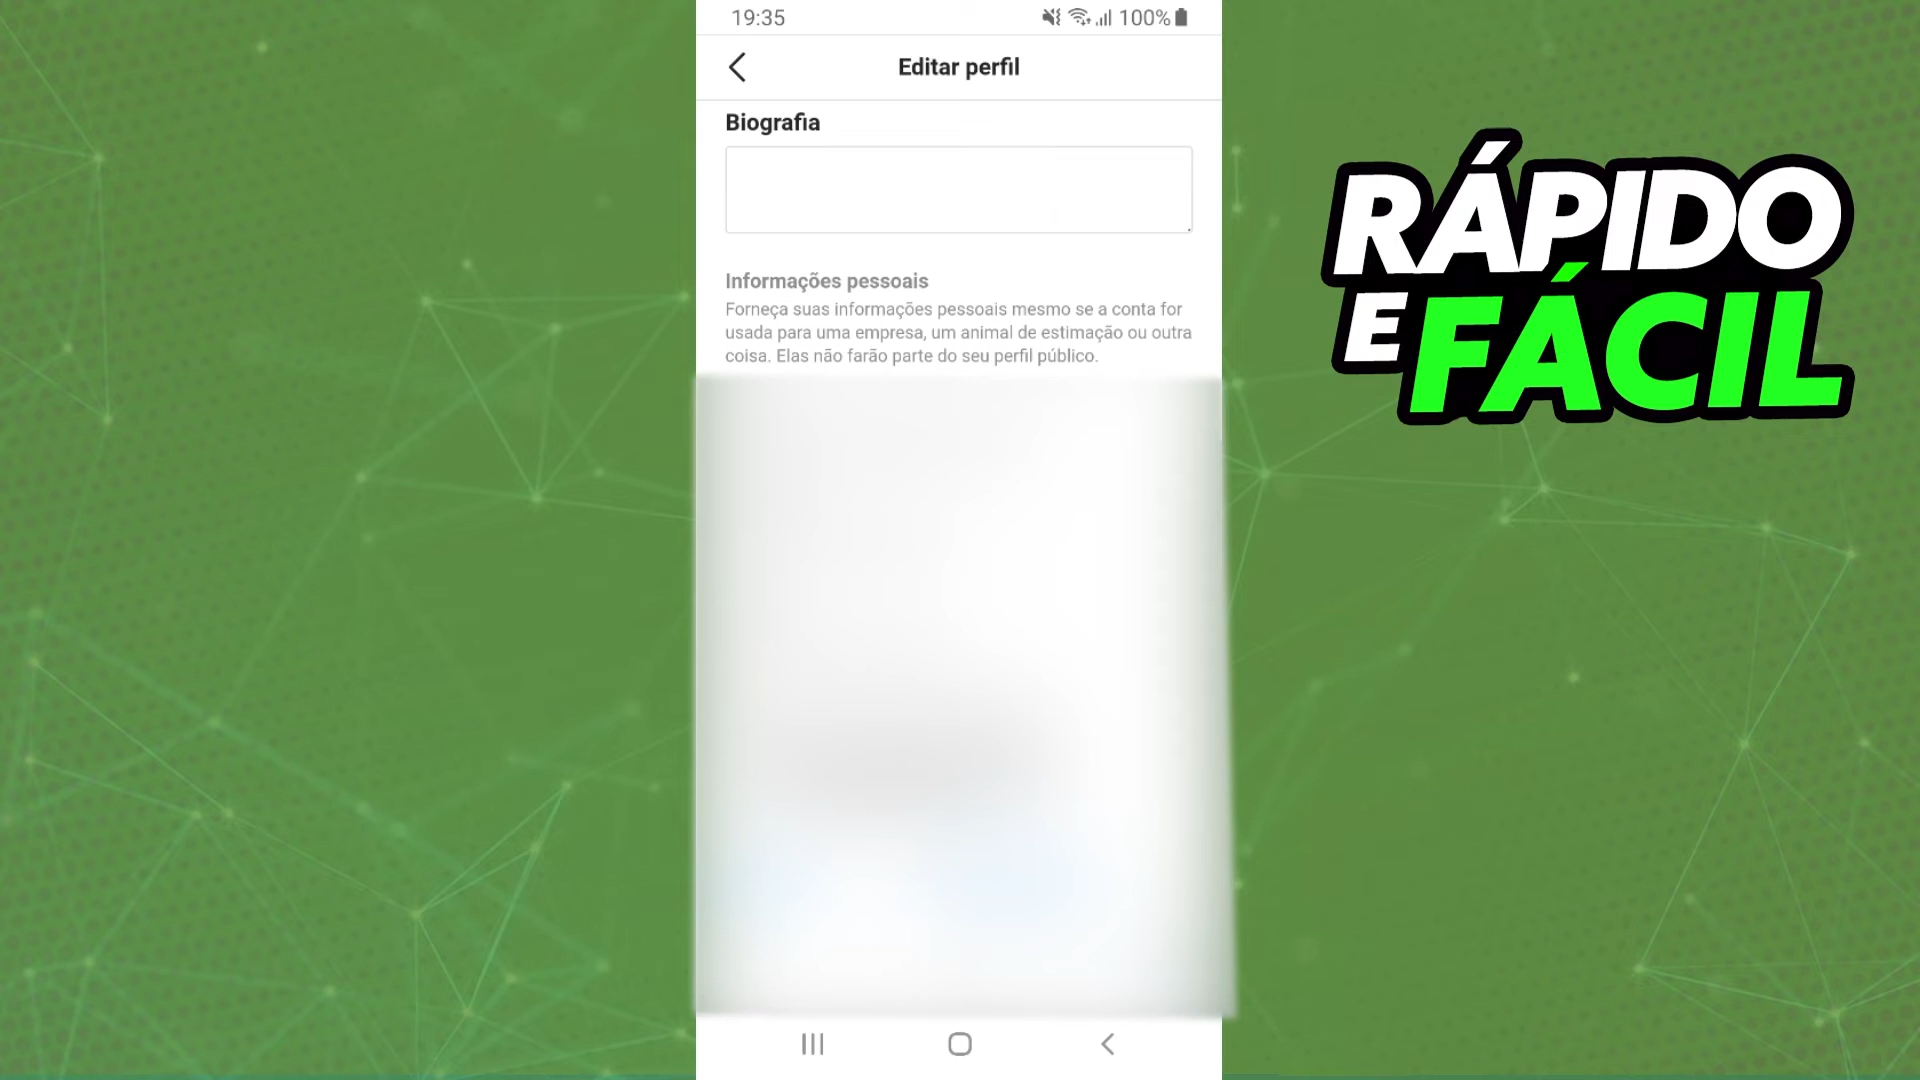 19:35
100%
Editar perfil
Biografia
Informações pessoais
Forneça suas informações pessoais mesmo se a conta for
usada para uma empresa, um animal de estimação ou outra
coisa. Elas não farão parte do seu perfil público.
RÁPIDO
E FÁCIL